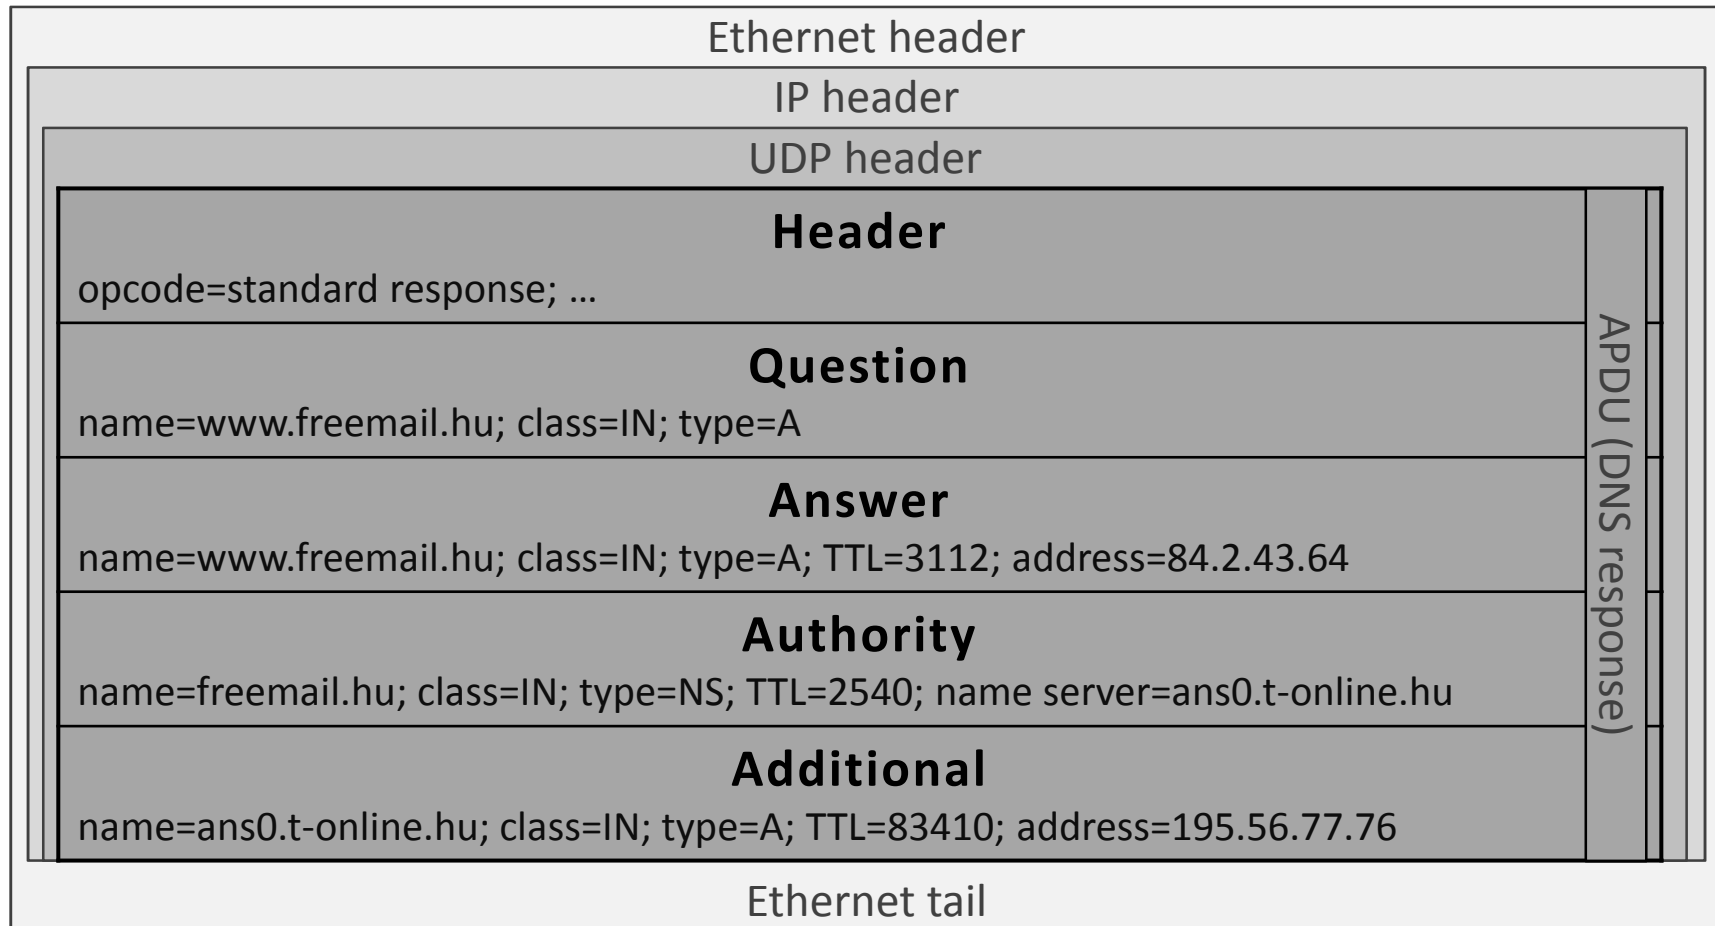 Ethernet header
IP header
UDP header
Header
opcode=standard response; …
Question
name=www.freemail.hu; class=IN; type=A
Answer
name=www.freemail.hu; class=IN; type=A; TTL=3112; address=84.2.43.64
Authority
name=freemail.hu; class=IN; type=NS; TTL=2540; name server=ans0.t-online.hu
Additional
name=ans0.t-online.hu; class=IN; type=A; TTL=83410; address=195.56.77.76
APDU (DNS response)
Ethernet tail